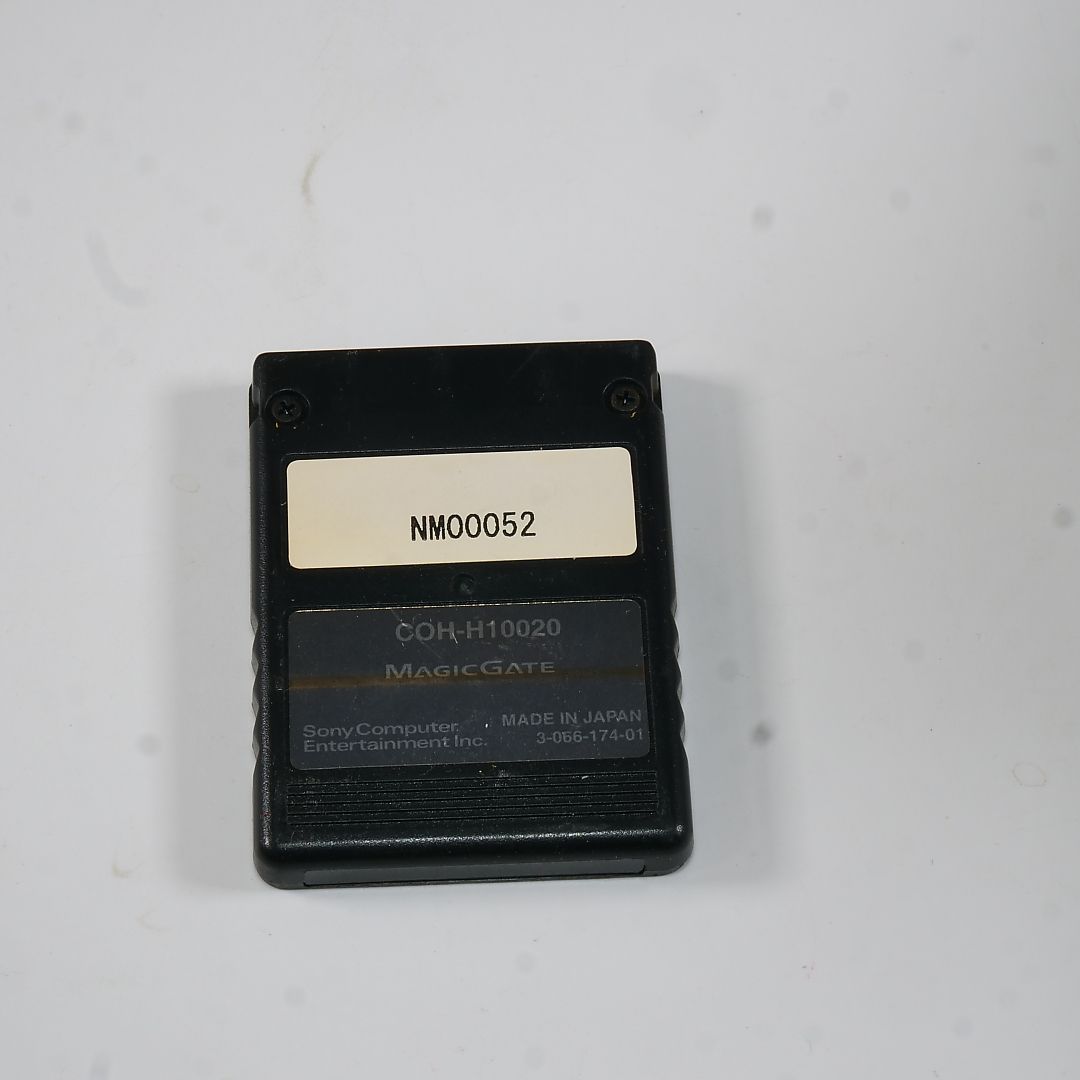 NM00052
COH-H10020
MAGICGATE
Sony Computer Entertainment Inc.
MADE IN JAPAN
3-066-174-01